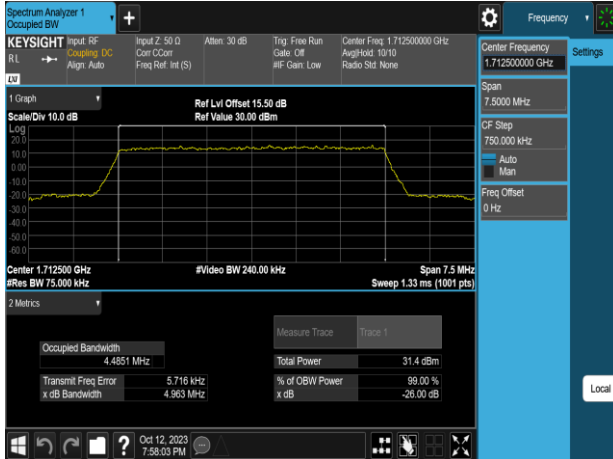 Spectrum Analyzer 1
Occupied BW
+
Frequency
KEYSIGHT
Input: RF
Coupling: DC
Align: Auto
Input Z: 50 Ω
Corr CCorr
Freq Ref: Int (S)
Atten: 30 dB
Trig: Free Run
Gate: Off
#IF Gain: Low
Center Freq: 1.712500000 GHz
Avg|Hold: 10/10
Radio Std: None
R L
LXI
Center Frequency
1.712500000 GHz
Settings
Span
7.5000 MHz
CF Step
750.000 kHz
Auto
Man
Freq Offset
0 Hz
1 Graph
Scale/Div 10.0 dB
Ref Lvl Offset 15.50 dB
Ref Value 30.00 dBm
Log
20.0
10.0
0.00
-10.0
-20.0
-30.0
-40.0
-50.0
-60.0
Center 1.712500 GHz
#Video BW 240.00 kHz
Span 7.5 MHz
#Res BW 75.000 kHz
Sweep 1.33 ms (1001 pts)
2 Metrics
Measure Trace
Trace 1
Occupied Bandwidth
4.4851 MHz
Total Power
31.4 dBm
Transmit Freq Error
5.716 kHz
% of OBW Power
99.00 %
x dB Bandwidth
4.963 MHz
x dB
-26.00 dB
Local
?
Oct 12, 2023
7:58:03 PM